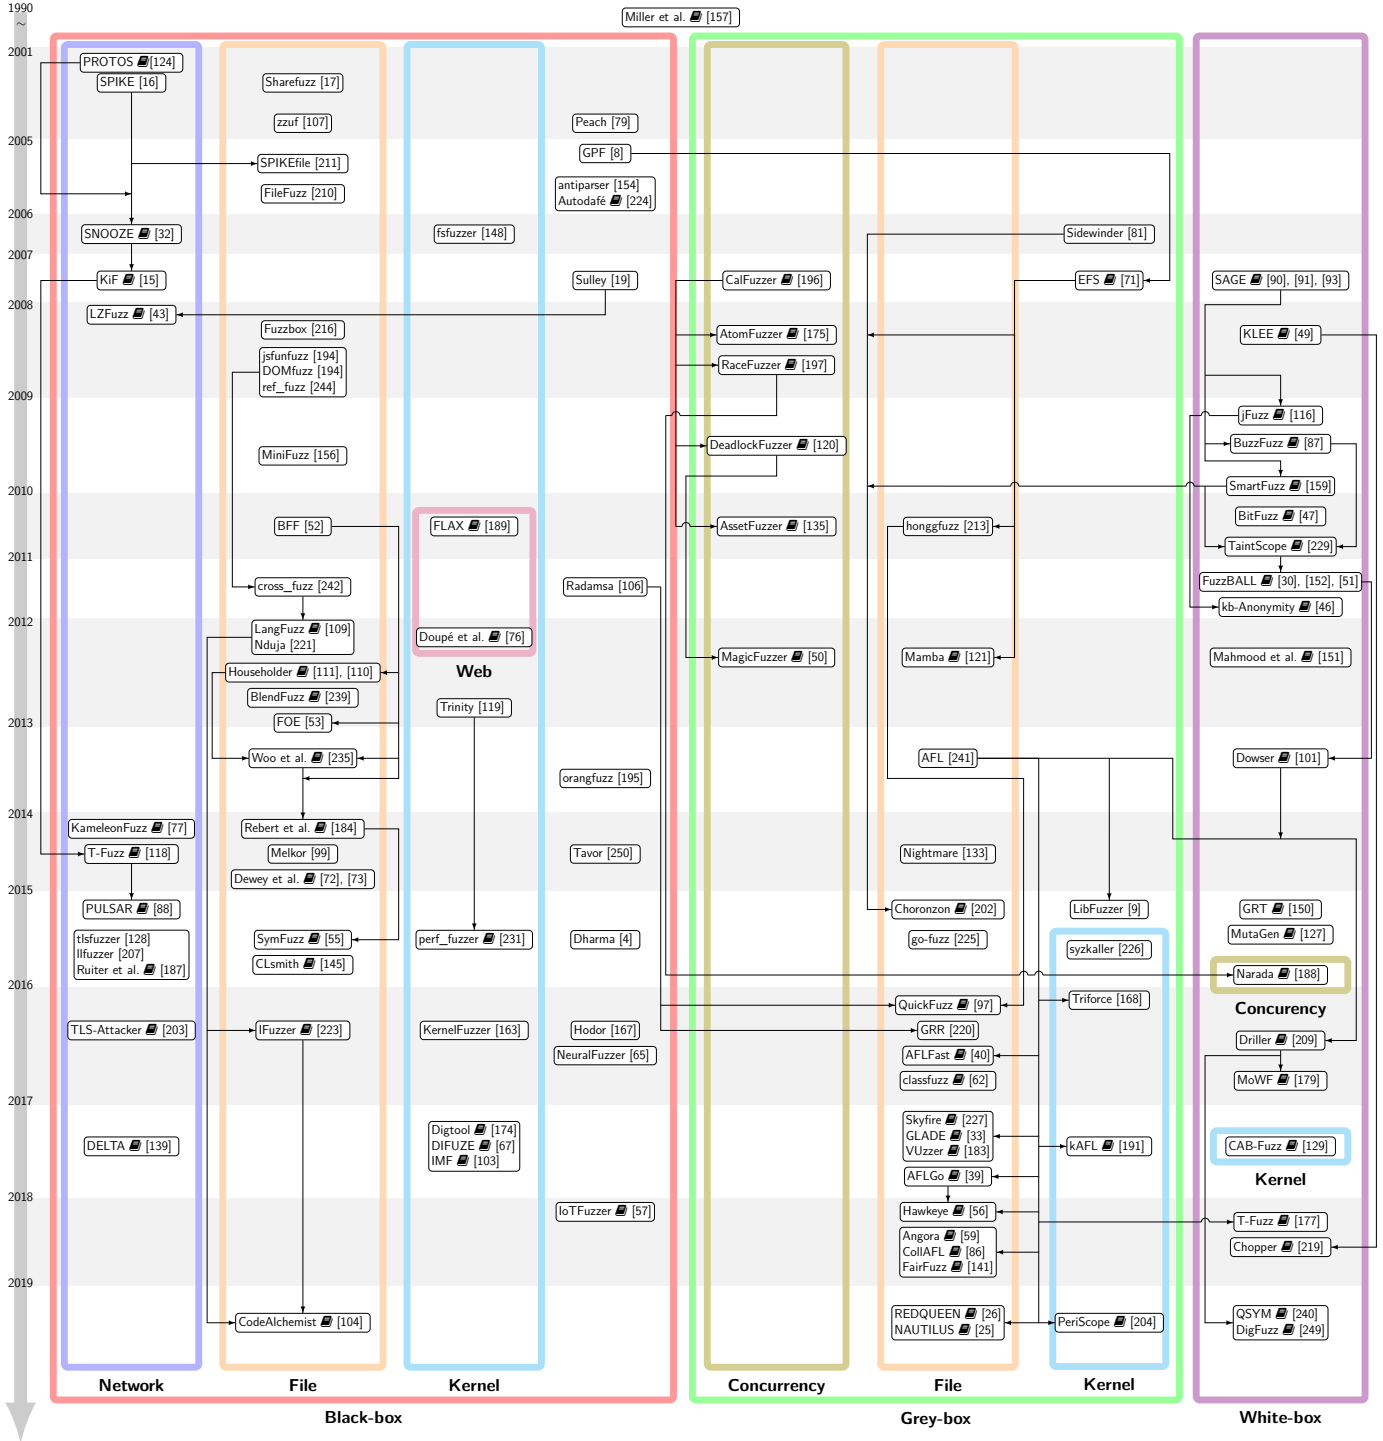 1990
~
Miller et al. [157]
2001
PROTOS [124]
SPIKE [16]
Sharefuzz [17]
zzuf [107]
Peach [79]
2005
GPF [8]
SPIKEfile [211]
FileFuzz [210]
antiparser [154]
Autodafé [224]
2006
SNOOZE [32]
fsfuzzer [148]
Sidewinder [81]
2007
KiF [15]
Sulley [19]
CalFuzzer [196]
EFS [71]
SAGE [90], [91], [93]
2008
LZFuzz [43]
Fuzzbox [216]
AtomFuzzer [175]
KLEE [49]
jsfunfuzz [194]
DOMfuzz [194]
ref_fuzz [244]
RaceFuzzer [197]
2009
jFuzz [116]
MiniFuzz [156]
DeadlockFuzzer [120]
BuzzFuzz [87]
2010
SmartFuzz [159]
BitFuzz [47]
BFF [52]
FLAX [189]
AssetFuzzer [135]
honggfuzz [213]
TaintScope [229]
2011
cross_fuzz [242]
Radamsa [106]
FuzzBALL [30], [152], [51]
kb-Anonymity [46]
2012
LangFuzz [109]
Nduja [221]
Doupé et al. [76]
Web
MagicFuzzer [50]
Mamba [121]
Mahmood et al. [151]
Householder [111], [110]
BlendFuzz [239]
Trinity [119]
2013
FOE [53]
Woo et al. [235]
orangfuzz [195]
AFL [241]
Dowser [101]
2014
KameleonFuzz [77]
Rebert et al. [184]
T-Fuzz [118]
Melkor [99]
Tavor [250]
Nightmare [133]
Dewey et al. [72], [73]
2015
PULSAR [88]
Choronzon [202]
LibFuzzer [9]
GRT [150]
tlsfuzzer [128]
llfuzzer [207]
Ruiter et al. [187]
SymFuzz [55]
CLsmith [145]
perf_fuzzer [231]
Dharma [4]
go-fuzz [225]
syzkaller [226]
MutaGen [127]
Narada [188]
Concurency
2016
QuickFuzz [97]
Triforce [168]
TLS-Attacker [203]
IFuzzer [223]
KernelFuzzer [163]
Hodor [167]
GRR [220]
Driller [209]
NeuralFuzzer [65]
AFLFast [40]
classfuzz [62]
MoWF [179]
2017
DELTA [139]
Digtool [174]
DIFUZE [67]
IMF [103]
Skyfire [227]
GLADE [33]
VUzzer [183]
kAFL [191]
CAB-Fuzz [129]
Kernel
AFLGo [39]
2018
IoTFuzzer [57]
Hawkeye [56]
T-Fuzz [177]
Angora [59]
CollAFL [86]
FairFuzz [141]
Chopper [219]
2019
CodeAlchemist [104]
REDQUEEN [26]
NAUTILUS [25]
PeriScope [204]
QSYM [240]
DigFuzz [249]
Network
File
Kernel
Concurrency
File
Kernel
Black-box
Grey-box
White-box